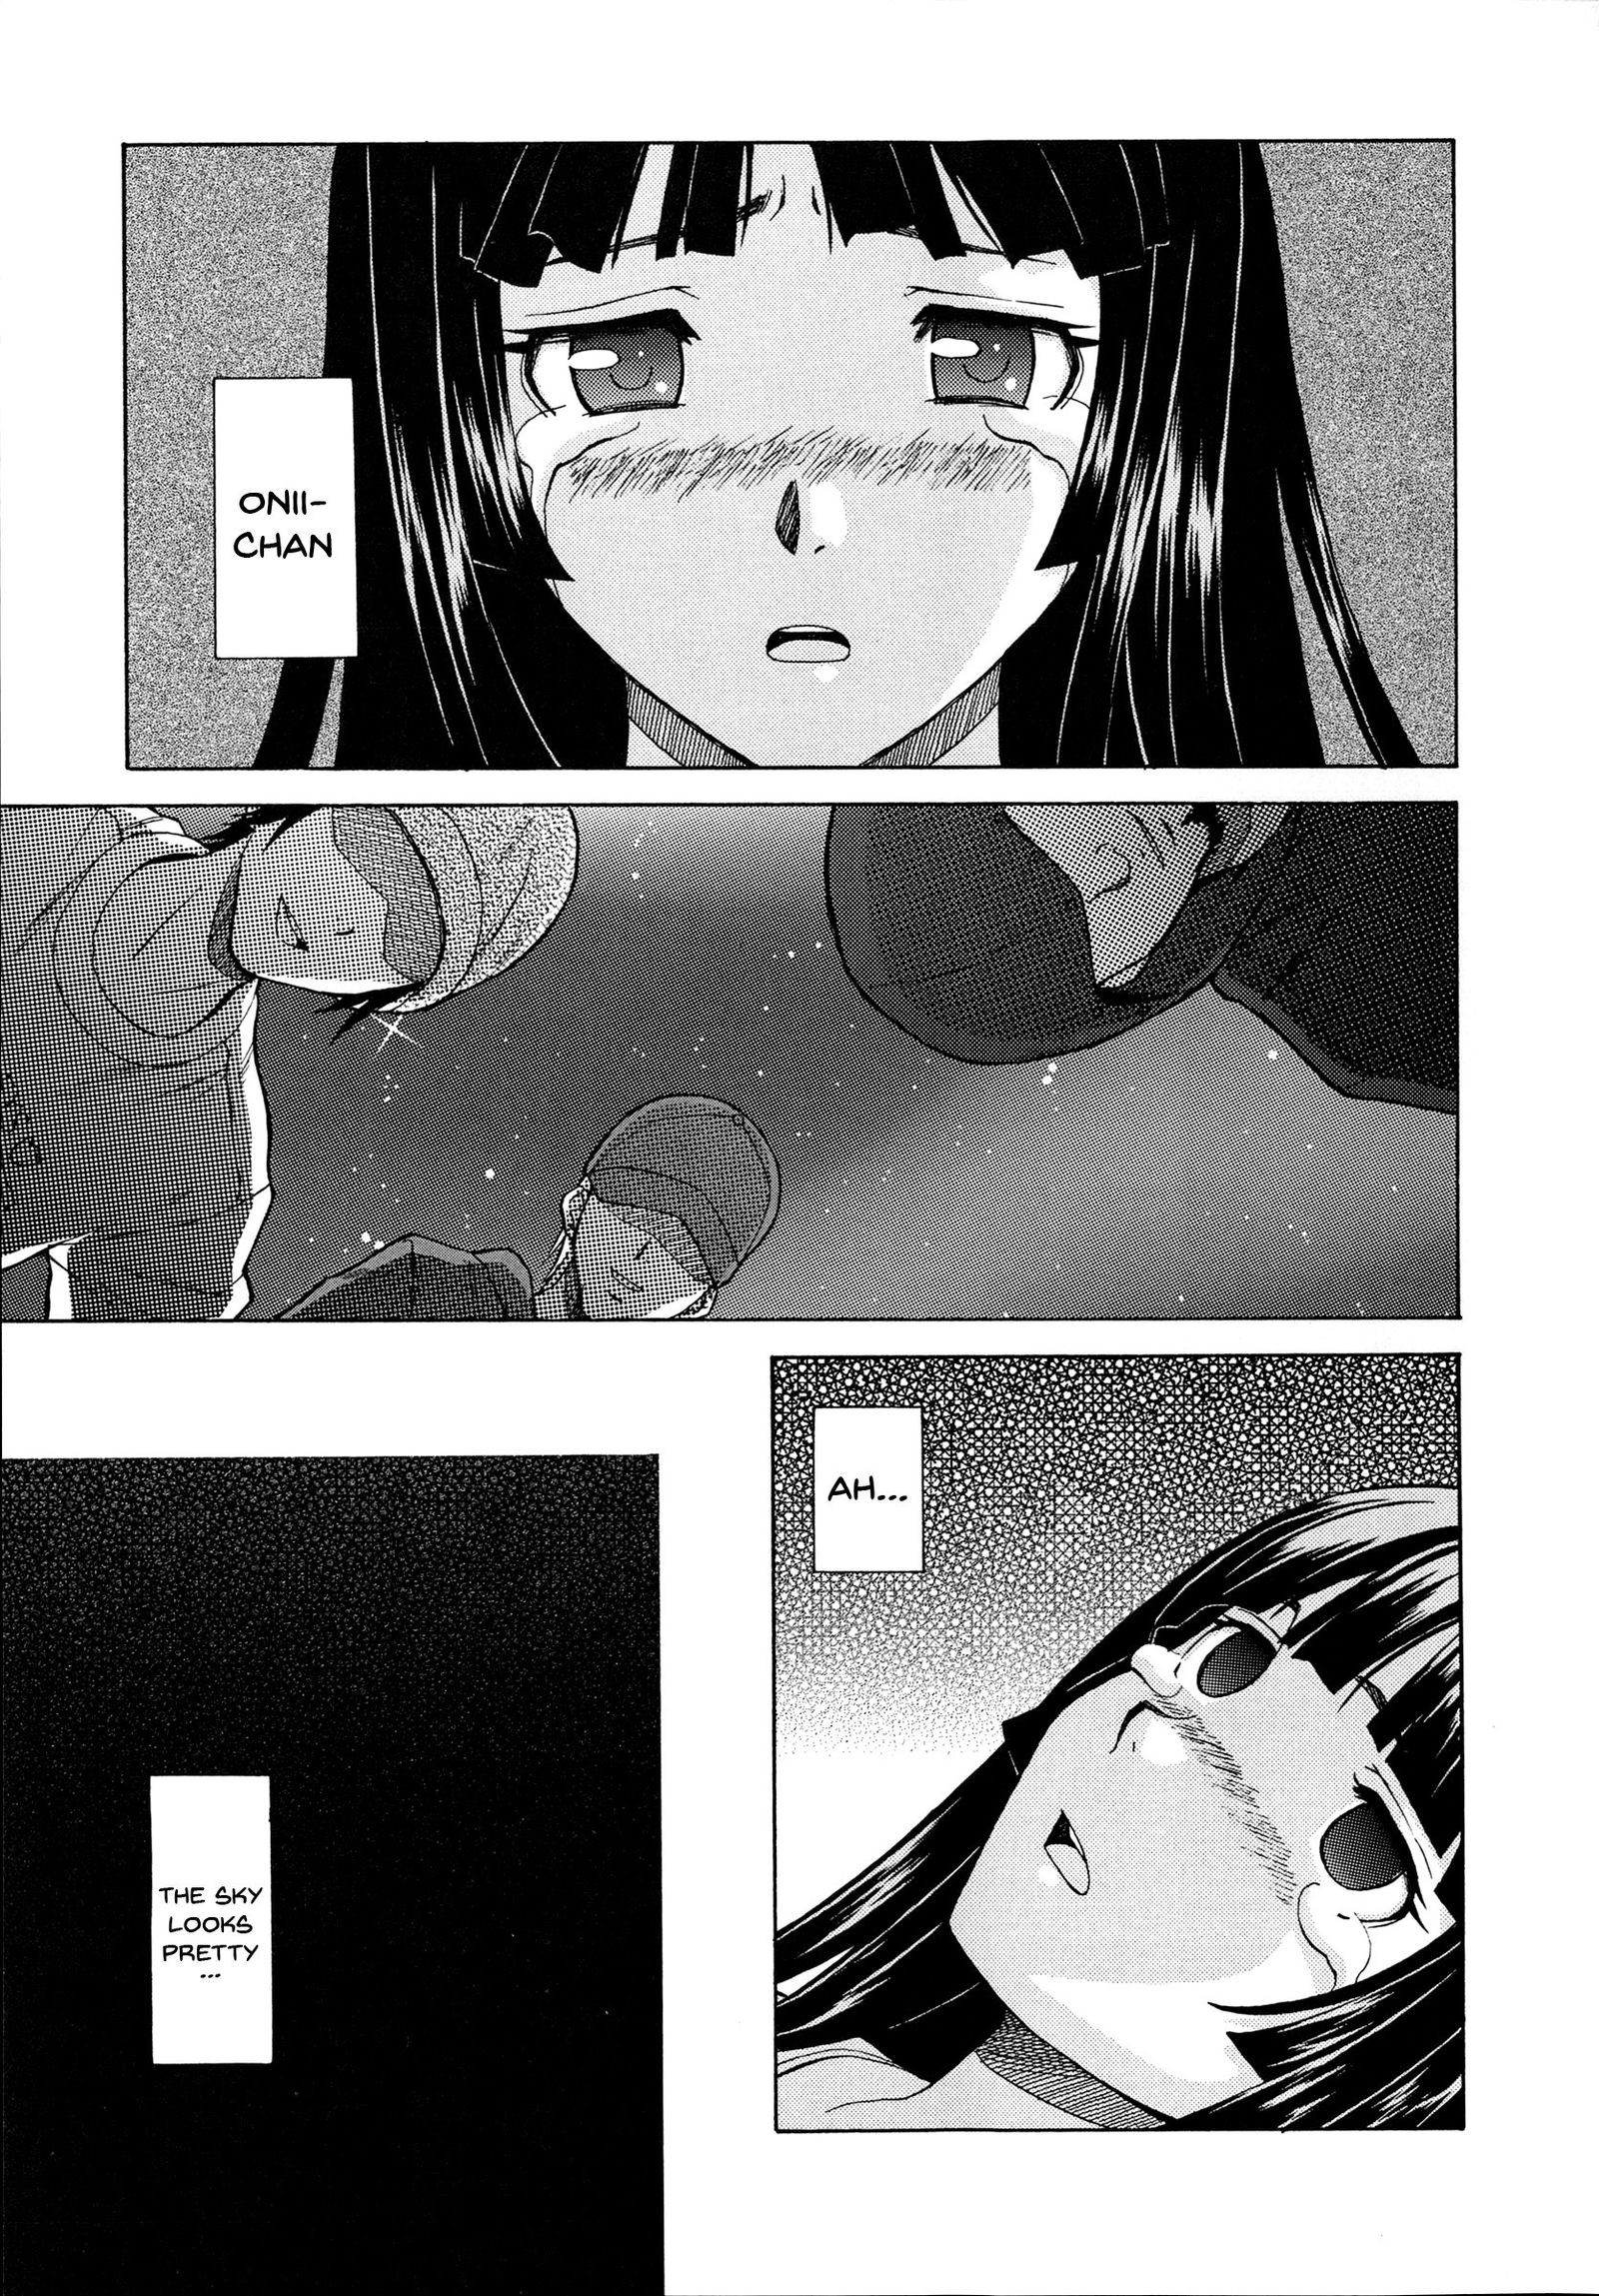 ONII-
CHAN
AH...
THE SKY
LOOKS
PRETTY
...